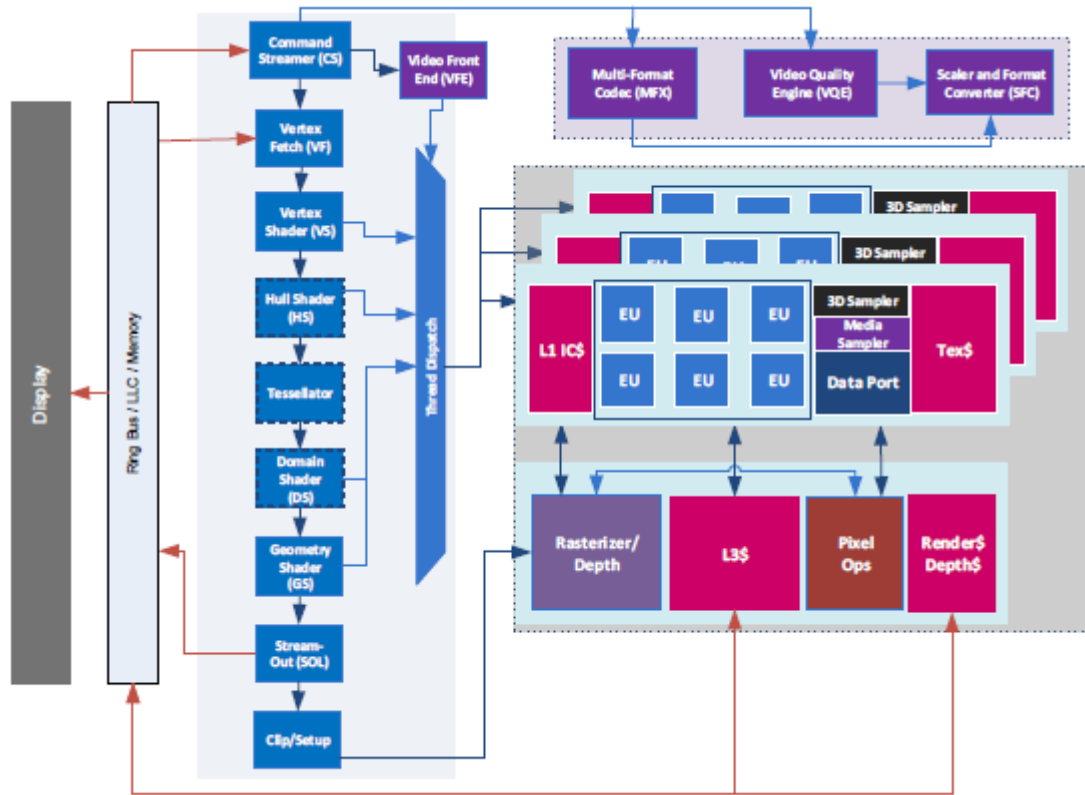 Command
Streamer (CS)
Video Front
End (VFE)
Multi-Format
Codec (MFX)
Video Quality
Engine (VQE)
Scaler and Format
Converter (SFC)
Vertex
Fetch (VF)
Vertex
Shader (VS)
Hull Shader
(HS)
Tessellator
Domain
Shader
(DS)
Geometry
Shader
(GS)
Stream-
Out (SOL)
Clip/Setup
Display
Ring Bus / LLC / Memory
Thread Dispatch
3D Sampler
EU
EU
3D Sampler
L1 IC$
EU
EU
EU
EU
EU
EU
3D Sampler
Media
Sampler
Data Port
Tex$
Rasterizer/
Depth
L3$
Pixel
Ops
Render$
Depth$